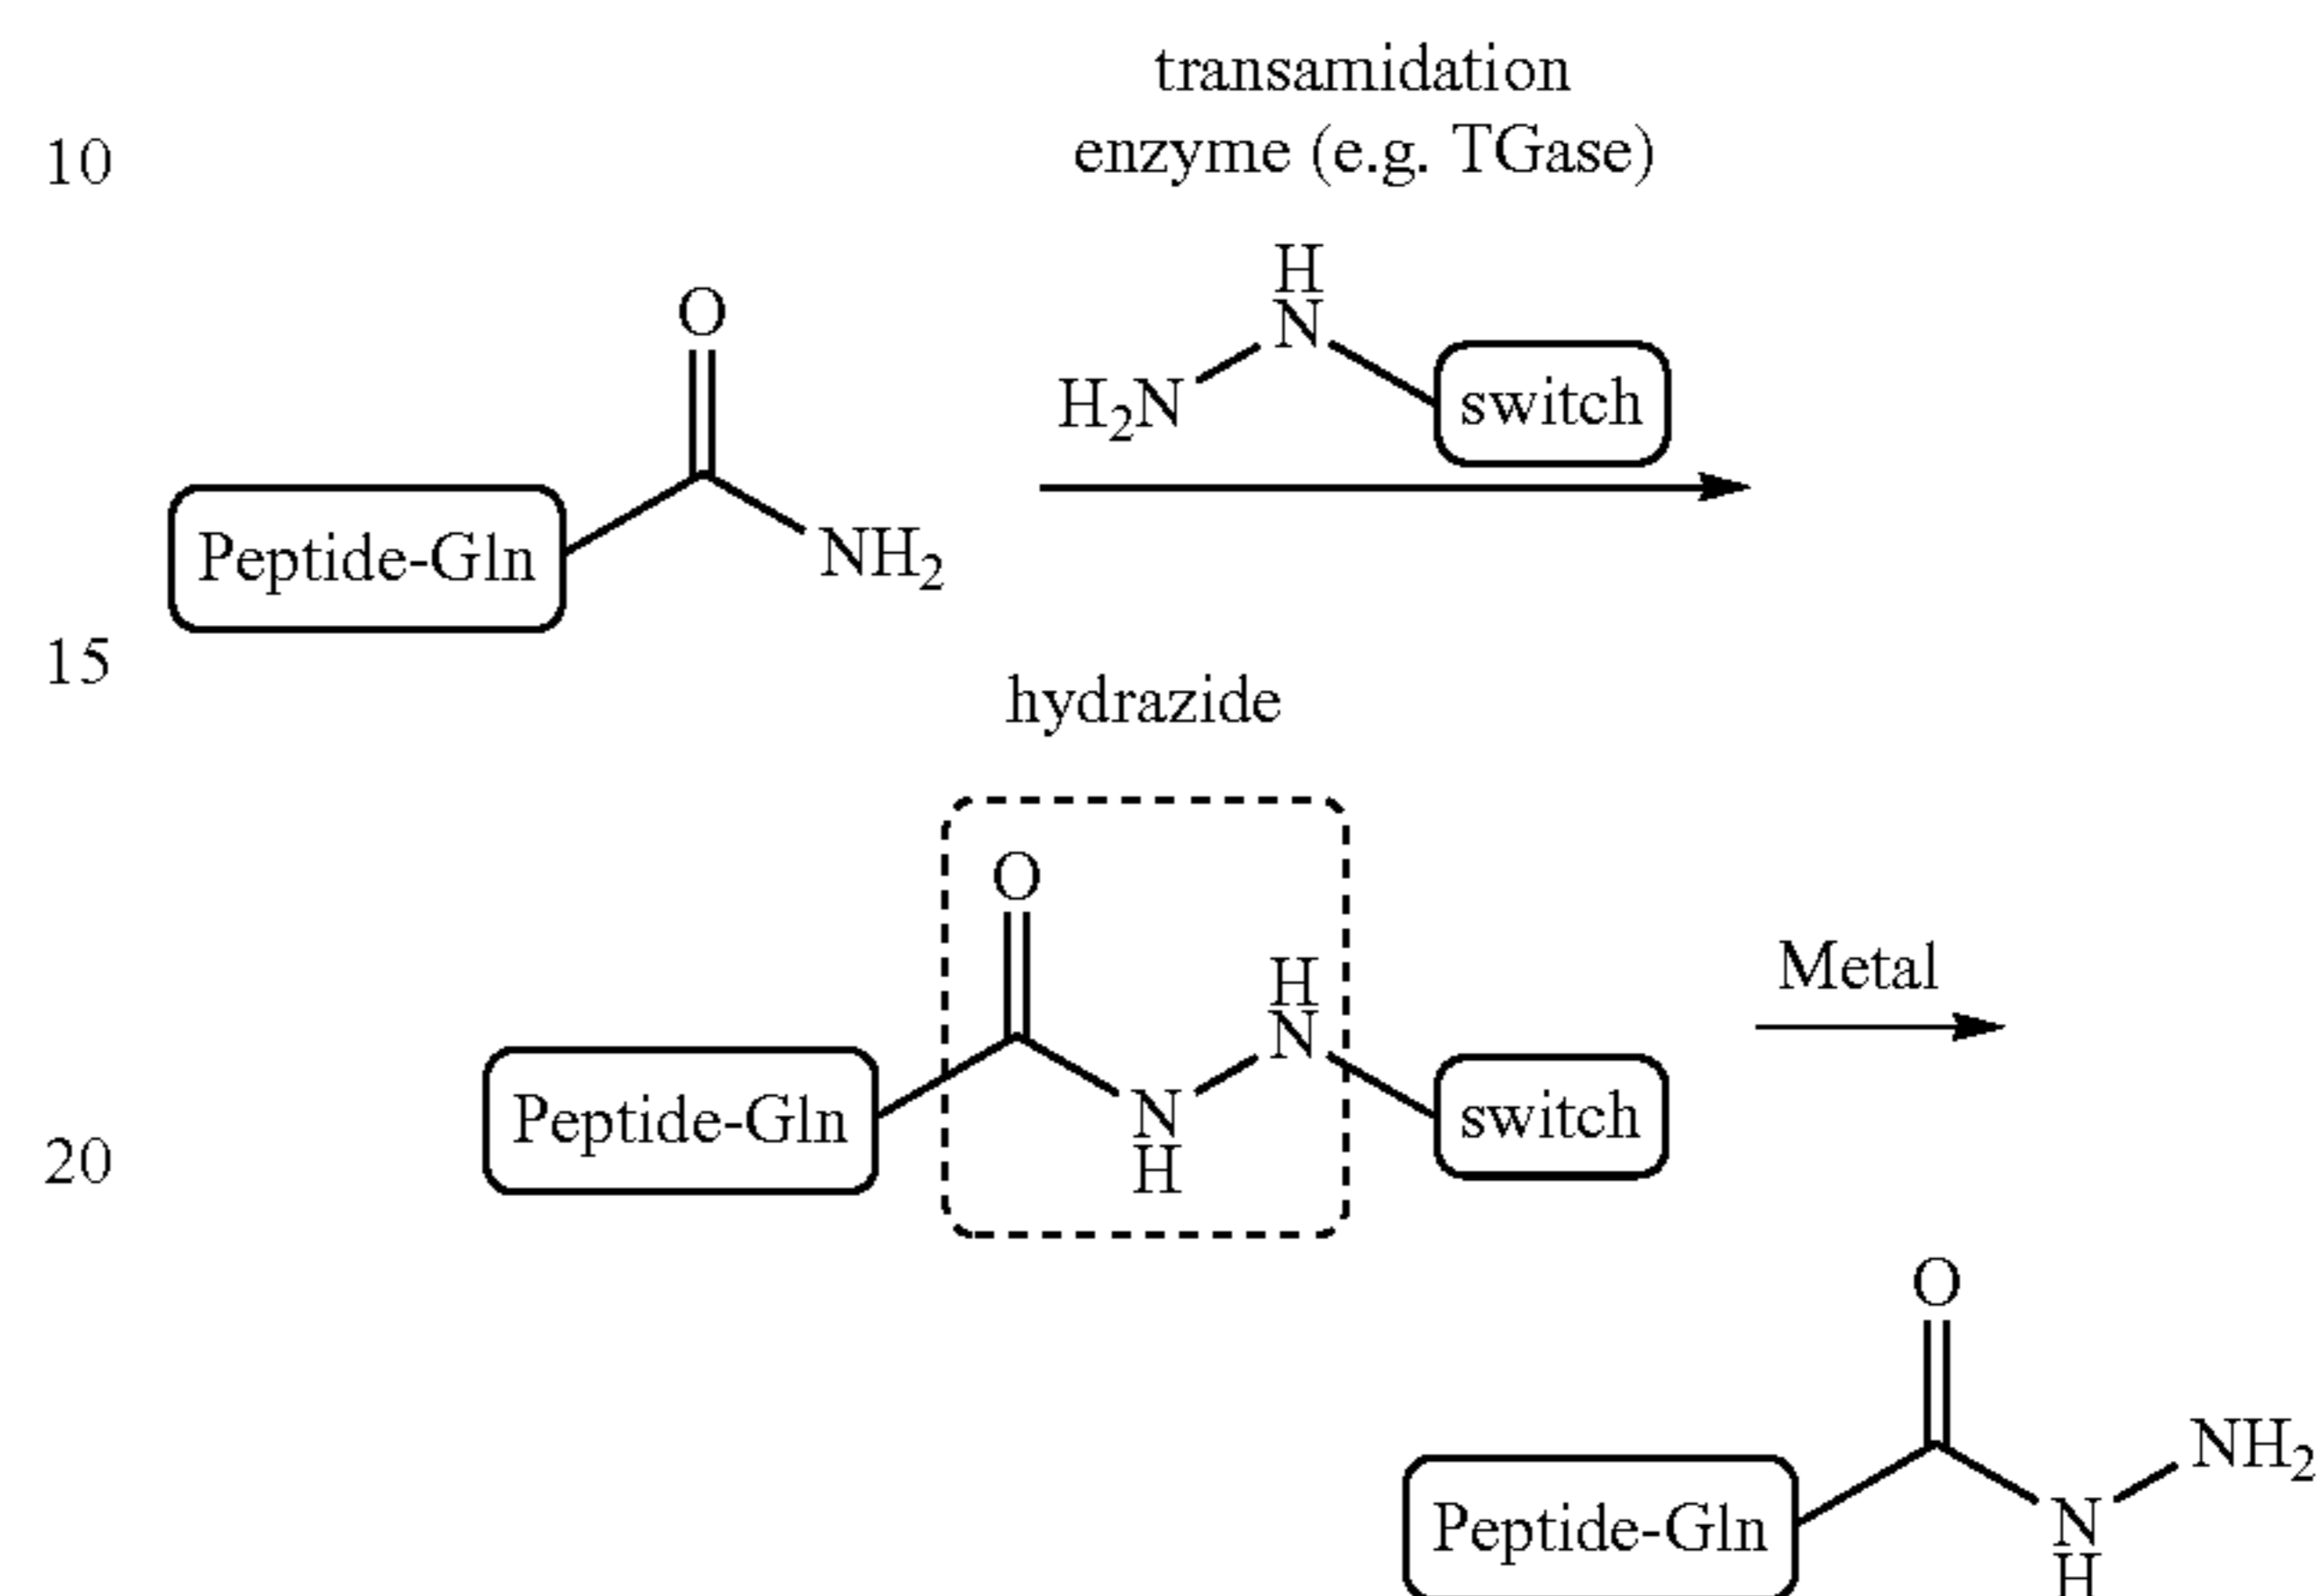 transamidation
10
enzyme (e.g. TGase)
H
N
O
H2N
switch
Peptide-Gln
NH2
15
hydrazide
O
H
N
Metal
Peptide-Gln
N
H
switch
20
O
NH2
Peptide-Gln
N
H